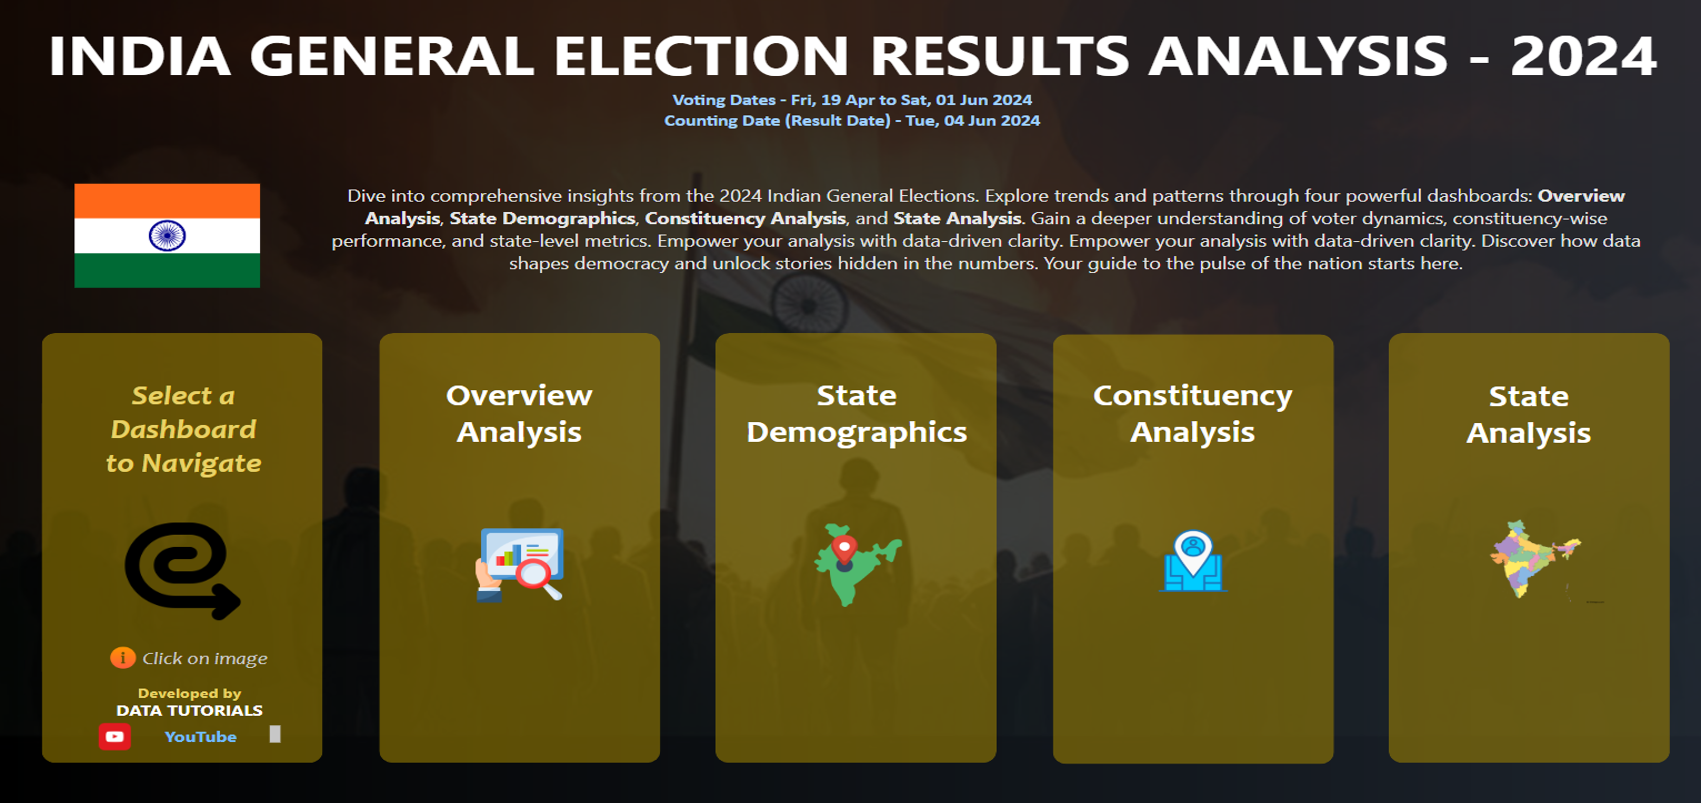 INDIA GENERAL ELECTION RESULTS ANALYSIS - 2024
Voting Dates - Fri, 19 Apr to Sat, 01 Jun 2024
Counting Date (Result Date) - Tue, 04 Jun 2024
Dive into comprehensive insights from the 2024 Indian General Elections. Explore trends and patterns through four powerful dashboards: Overview
Analysis, State Demographics, Constituency Analysis, and State Analysis. Gain a deeper understanding of voter dynamics, constituency-wise
performance, and state-level metrics. Empower your analysis with data-driven clarity. Empower your analysis with data-driven clarity. Discover how data
shapes democracy and unlock stories hidden in the numbers. Your guide to the pulse of the nation starts here.
Select a
Dashboard
to Navigate
i Click on image
Developed by
DATA TUTORIALS
YouTube
Overview
Analysis
State
Demographics
Constituency
Analysis
State
Analysis